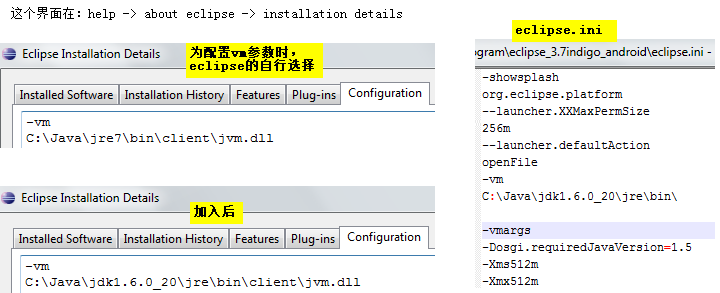 这个界面在：help -> about eclipse -> installation details
Eclipse Installation Details
为配置vm参数时，
eclipse的自行选择
Installed Software
Installation History
Features
Plug-ins
Configuration
-vm
C:\Java\jre7\bin\client\jvm.dll
Eclipse Installation Details
加入后
Installed Software
Installation History
Features
Plug-ins
Configuration
-vm
C:\Java\jdk1.6.0_20\jre\bin\client\jvm.dll
eclipse.ini
ogram\eclipse_3.7indigo_android\eclipse.ini -
-showsplash
org.eclipse.platform
--launcher.XXMaxPermSize
256m
--launcher.defaultAction
openFile
-vm
C:\Java\jdk1.6.0_20\jre\bin\
-vmargs
-Dosgi.requiredJavaVersion=1.5
-Xms512m
-Xmx512m